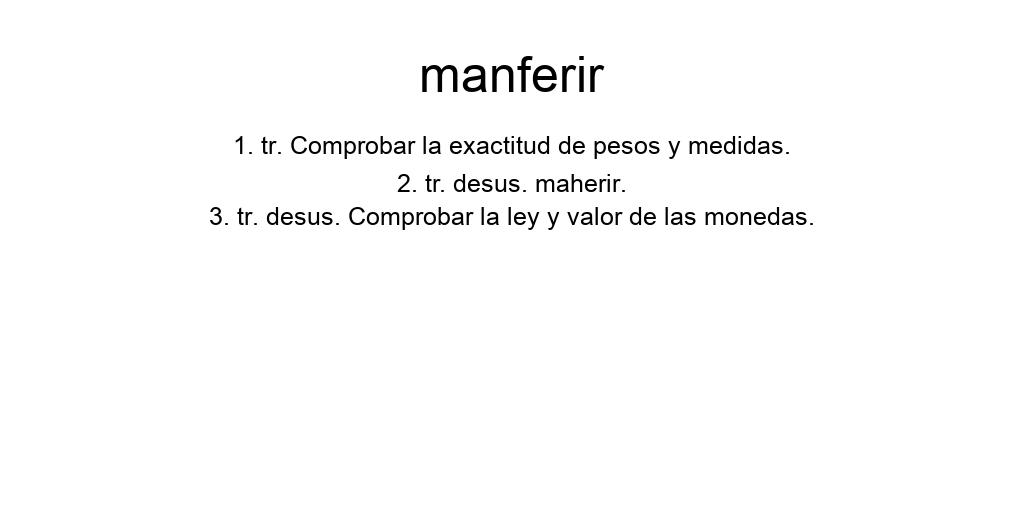 manferir
1. tr. Comprobar la exactitud de pesos y medidas.
2. tr. desus. maherir.
3. tr. desus. Comprobar la ley y valor de las monedas.